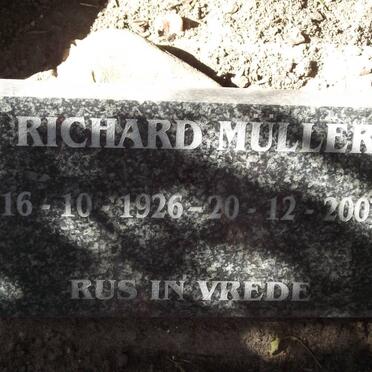 RICHARD MULLER
16 - 10 - 1926 - 20 - 12 - 200
RUS IN VREDE